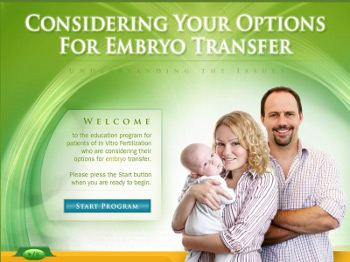 CONSIDERING YOUR OPTIONS
FOR EMBRYO TRANSFER
UNDERSTANDING THE ISSUES
WELCOME
to the education program for
patients of In Vitro Fertilization
who are considering their
options for embryo transfer.
Please press the Start button
when you are ready to begin.
START PROGRAM